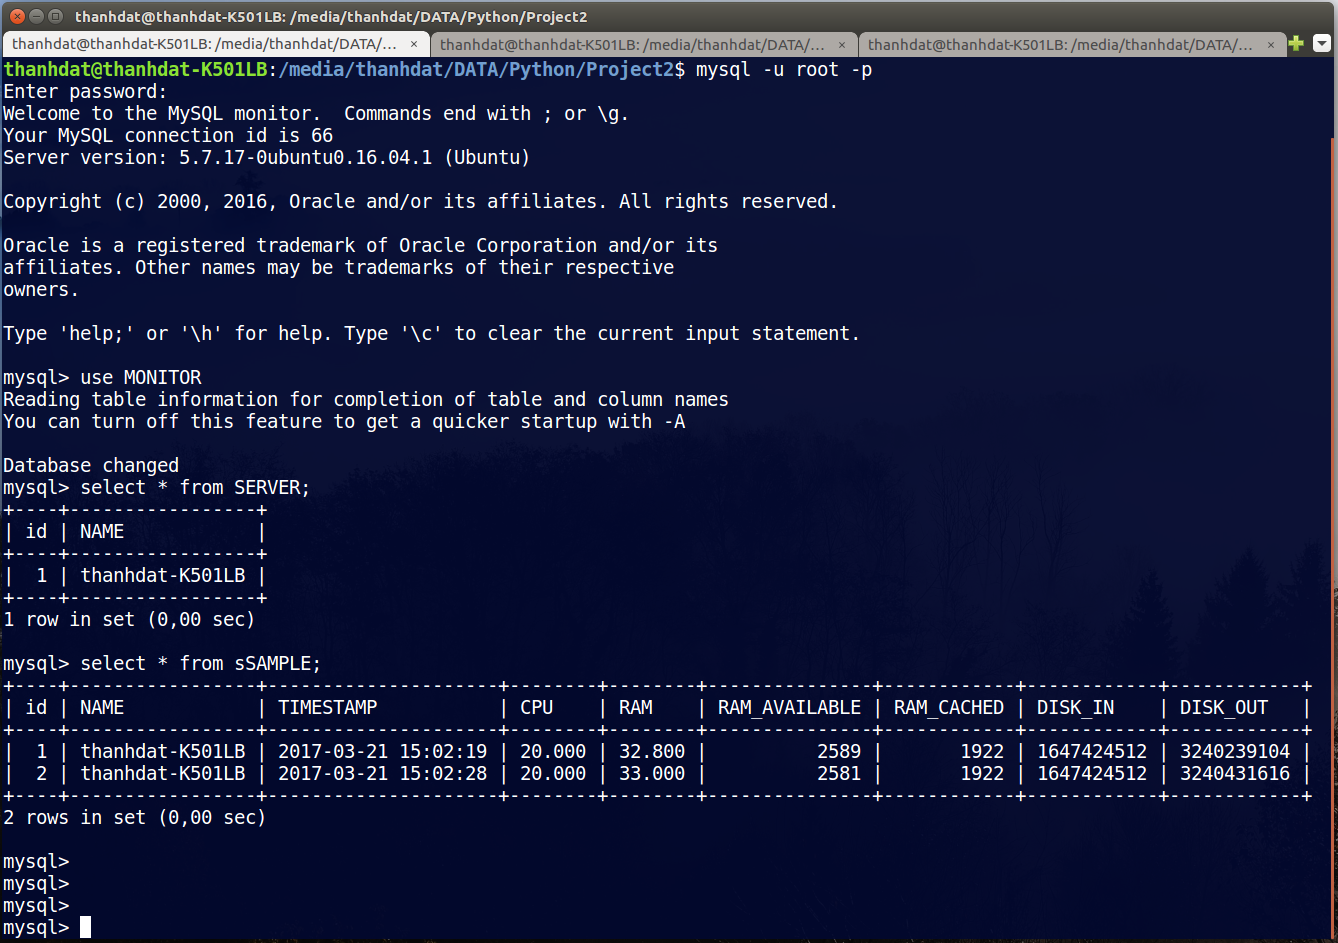 thanhdat@thanhdat-K501LB: /media/thanhdat/DATA/Python/Project2
thanhdat@thanhdat-K501LB: /media/thanhdat/DATA/... × thanhdat@thanhdat-K501LB: /media/thanhdat/DATA/... × thanhdat@thanhdat-K501LB: /media/thanhdat/DATA/... ×
thanhdat@thanhdat-K501LB:/media/thanhdat/DATA/Python/Project2$ mysql -u root -p
Enter password:
Welcome to the MySQL monitor.  Commands end with ; or \g.
Your MySQL connection id is 66
Server version: 5.7.17-0ubuntu0.16.04.1 (Ubuntu)

Copyright (c) 2000, 2016, Oracle and/or its affiliates. All rights reserved.

Oracle is a registered trademark of Oracle Corporation and/or its
affiliates. Other names may be trademarks of their respective
owners.

Type 'help;' or '\h' for help. Type '\c' to clear the current input statement.

mysql> use MONITOR
Reading table information for completion of table and column names
You can turn off this feature to get a quicker startup with -A

Database changed
mysql> select * from SERVER;
+----+-----------------+
| id | NAME            |
+----+-----------------+
|  1 | thanhdat-K501LB |
+----+-----------------+
1 row in set (0,00 sec)

mysql> select * from sSAMPLE;
+----+-----------------+---------------------+--------+--------+---------------+------------+------------+------------+
| id | NAME            | TIMESTAMP           | CPU    | RAM    | RAM_AVAILABLE | RAM_CACHED | DISK_IN    | DISK_OUT   |
+----+-----------------+---------------------+--------+--------+---------------+------------+------------+------------+
|  1 | thanhdat-K501LB | 2017-03-21 15:02:19 | 20.000 | 32.800 |          2589 |       1922 | 1647424512 | 3240239104 |
|  2 | thanhdat-K501LB | 2017-03-21 15:02:28 | 20.000 | 33.000 |          2581 |       1922 | 1647424512 | 3240431616 |
+----+-----------------+---------------------+--------+--------+---------------+------------+------------+------------+
2 rows in set (0,00 sec)

mysql>
mysql>
mysql>
mysql>